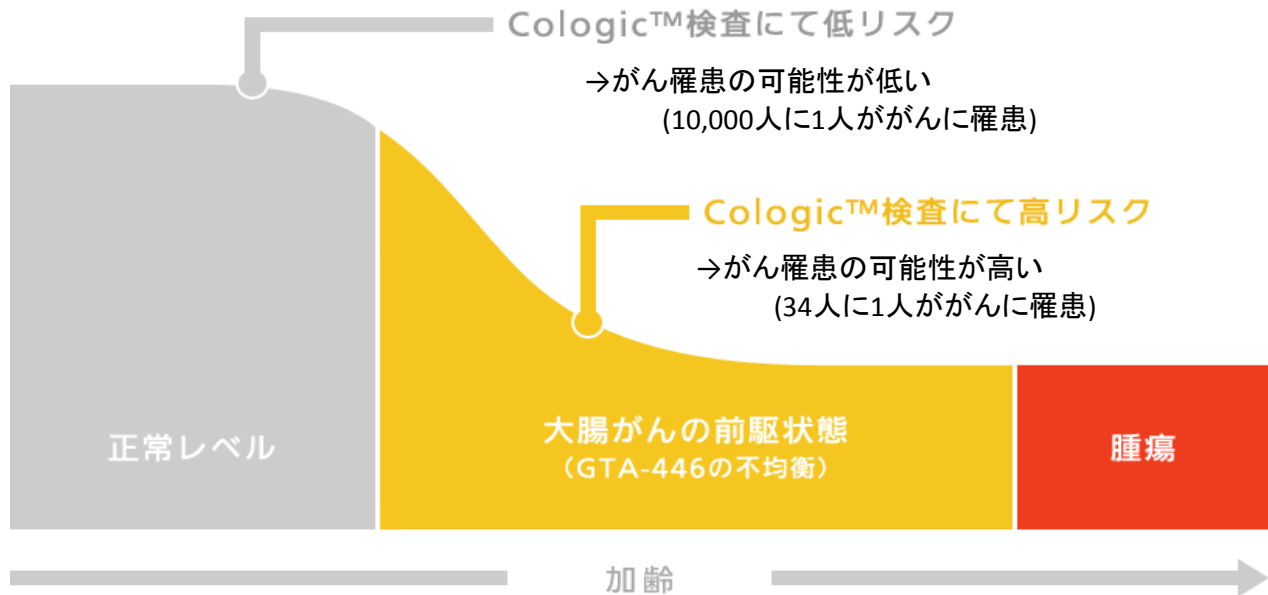 Cologic™検査にて低リスク
→がん罹患の可能性が低い
(10,000人に1人ががんに罹患)
Cologic™検査にて高リスク
→がん罹患の可能性が高い
(34人に1人ががんに罹患)
正常レベル
大腸がんの前駆状態
（GTA-446の不均衡）
腫瘍
加齢